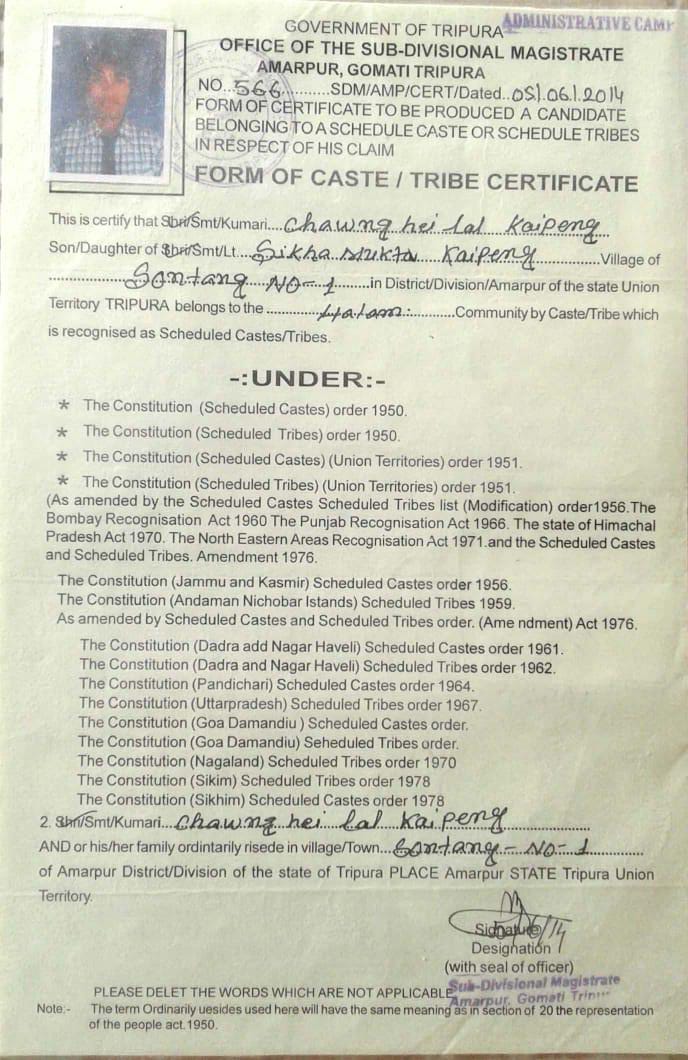 ADMINISTRATIVE CAMP
GOVERNMENT OF TRIPURA
OFFICE OF THE SUB-DIVISIONAL MAGISTRATE
AMARPUR, GOMATI TRIPURA
NO...566...........SDM/AMP/CERT/Dated..05/.06/.2014
FORM OF CERTIFICATE TO BE PRODUCED A CANDIDATE
BELONGING TO A SCHEDULE CASTE OR SCHEDULE TRIBES
IN RESPECT OF HIS CLAIM
FORM OF CASTE / TRIBE CERTIFICATE
This is certify that Shri/Smt/Kumari....Chawng hei Lal Kaipeng
Son/Daughter of Shri/Smt/Lt....Sikha Mukta Kaipeng..............Village of
....................Sontang NO-1..........in District/Division/Amarpur of the state Union
Territory TRIPURA belongs to the ..............Halam:...........Community by Caste/Tribe which
is recognised as Scheduled Castes/Tribes.
-:UNDER:-
* The Constitution (Scheduled Castes) order 1950.
* The Constitution (Scheduled Tribes) order 1950.
* The Constitution (Scheduled Castes) (Union Territories) order 1951.
* The Constitution (Scheduled Tribes) (Union Territories) order 1951.
(As amended by the Scheduled Castes Scheduled Tribes list (Modification) order1956.The
Bombay Recognisation Act 1960 The Punjab Recognisation Act 1966. The state of Himachal
Pradesh Act 1970. The North Eastern Areas Recognisation Act 1971.and the Scheduled Castes
and Scheduled Tribes. Amendment 1976.
The Constitution (Jammu and Kasmir) Scheduled Castes order 1956.
The Constitution (Andaman Nichobar Istands) Scheduled Tribes 1959.
As amended by Scheduled Castes and Scheduled Tribes order. (Ame ndment) Act 1976.
The Constitution (Dadra add Nagar Haveli) Scheduled Castes order 1961.
The Constitution (Dadra and Nagar Haveli) Scheduled Tribes order 1962.
The Constitution (Pandichari) Scheduled Castes order 1964.
The Constitution (Uttarpradesh) Scheduled Tribes order 1967.
The Constitution (Goa Damandiu ) Scheduled Castes order.
The Constitution (Goa Damandiu) Seheduled Tribes order.
The Constitution (Nagaland) Scheduled Tribes order 1970
The Constitution (Sikim) Scheduled Tribes order 1978
The Constitution (Sikhim) Scheduled Castes order 1978
2. Shri/Smt/Kumari....Chawng hei Lal Kaipeng...................
AND or his/her family ordintarily risede in village/Town....Sontang - NO-1............
of Amarpur District/Division of the state of Tripura PLACE Amarpur STATE Tripura Union
Territory.
Signature
Designation
(with seal of officer)
Sub-Divisional Magistrate
PLEASE DELET THE WORDS WHICH ARE NOT APPLICABLE
Amarpur, Gomati
Note:- The term Ordinarily uesides used here will have the same meaning as in section of 20 the representation
of the people act.1950.